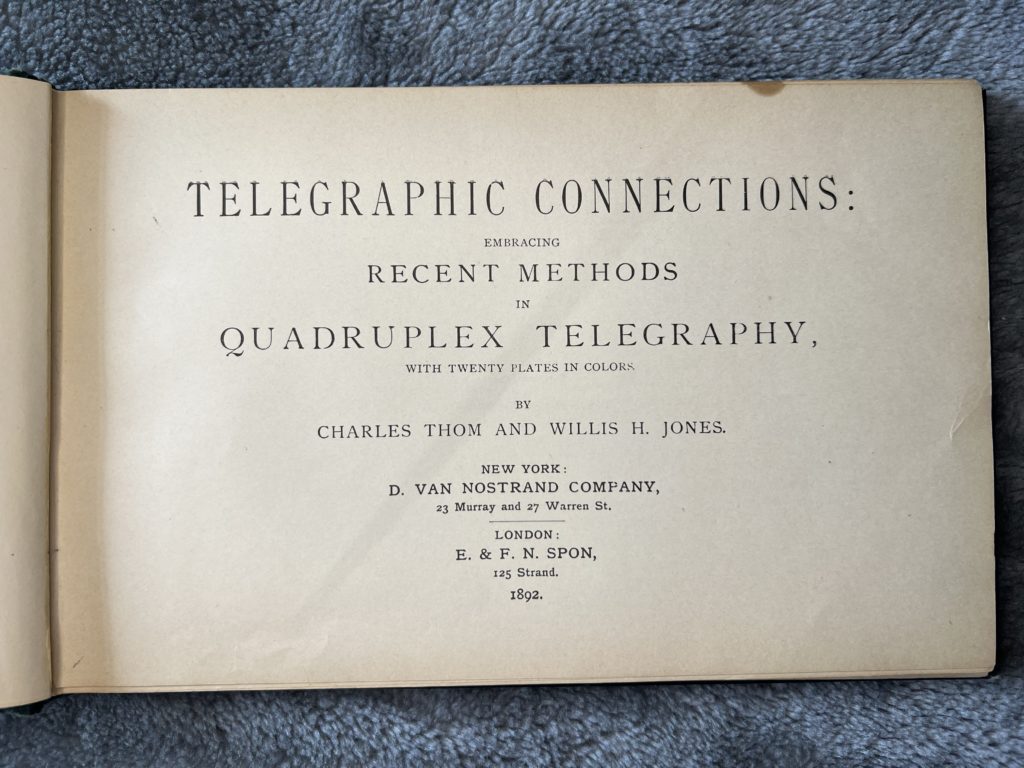 TELEGRAPHIC CONNECTIONS:
EMBRACING
RECENT METHODS
IN
QUADRUPLEX TELEGRAPHY,
WITH TWENTY PLATES IN COLORS.
BY
CHARLES THOM AND WILLIS H. JONES.
NEW YORK:
D. VAN NOSTRAND COMPANY,
23 Murray and 27 Warren St.
LONDON:
E. & F. N. SPON,
125 Strand.
1892.